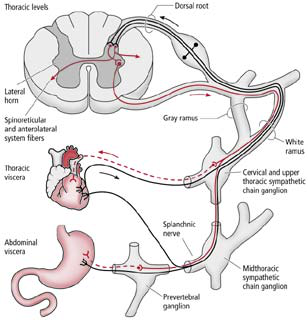 Thoracic levels
Dorsal root
Lateral
horn
Gray ramus
Spinoreticular
and anterolateral
system fibers
White
ramus
Thoracic
viscera
Cervical and upper
thoracic sympathetic
chain ganglion
Splanchnic
nerve
Abdominal
viscera
Midthoracic
sympathetic
chain ganglion
Prevertebral
ganglion